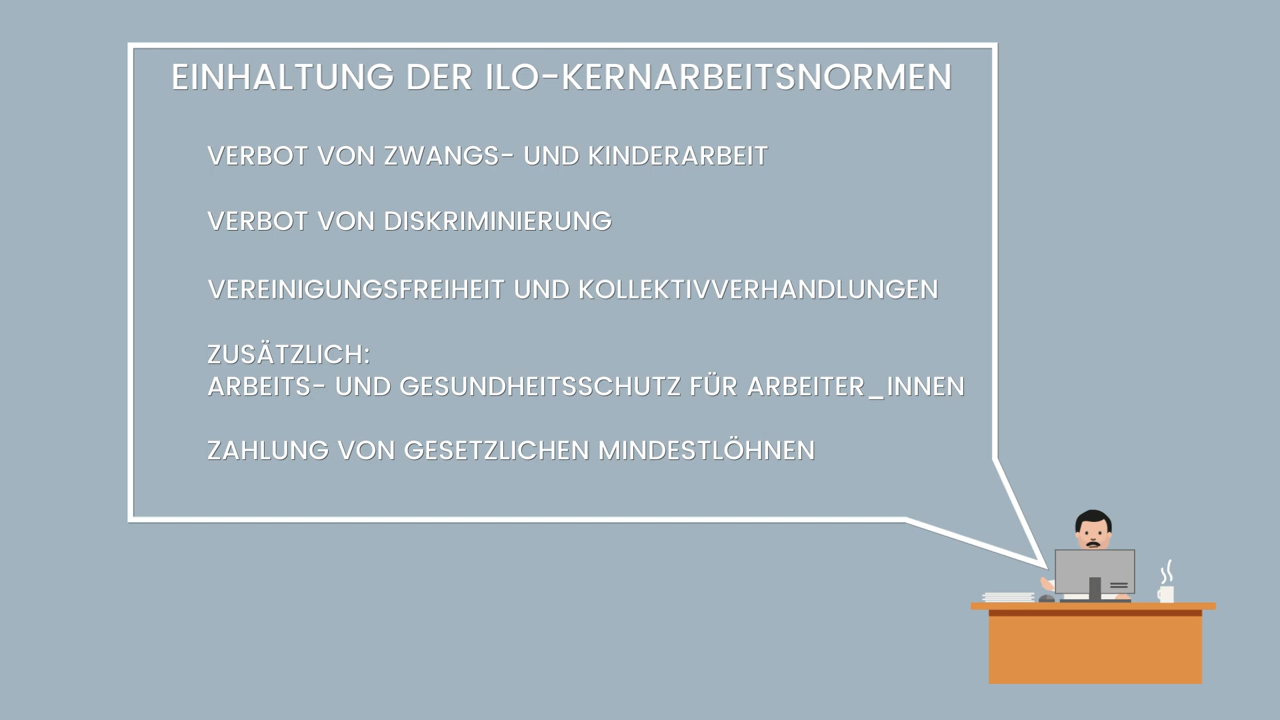 EINHALTUNG DER ILO-KERNARBEITSNORMEN
VERBOT VON ZWANGS- UND KINDERARBEIT
VERBOT VON DISKRIMINIERUNG
VEREINIGUNGSFREIHEIT UND KOLLEKTIVVERHANDLUNGEN
ZUSÄTZLICH:
ARBEITS- UND GESUNDHEITSSCHUTZ FÜR ARBEITER_INNEN
ZAHLUNG VON GESETZLICHEN MINDESTLÖHNEN